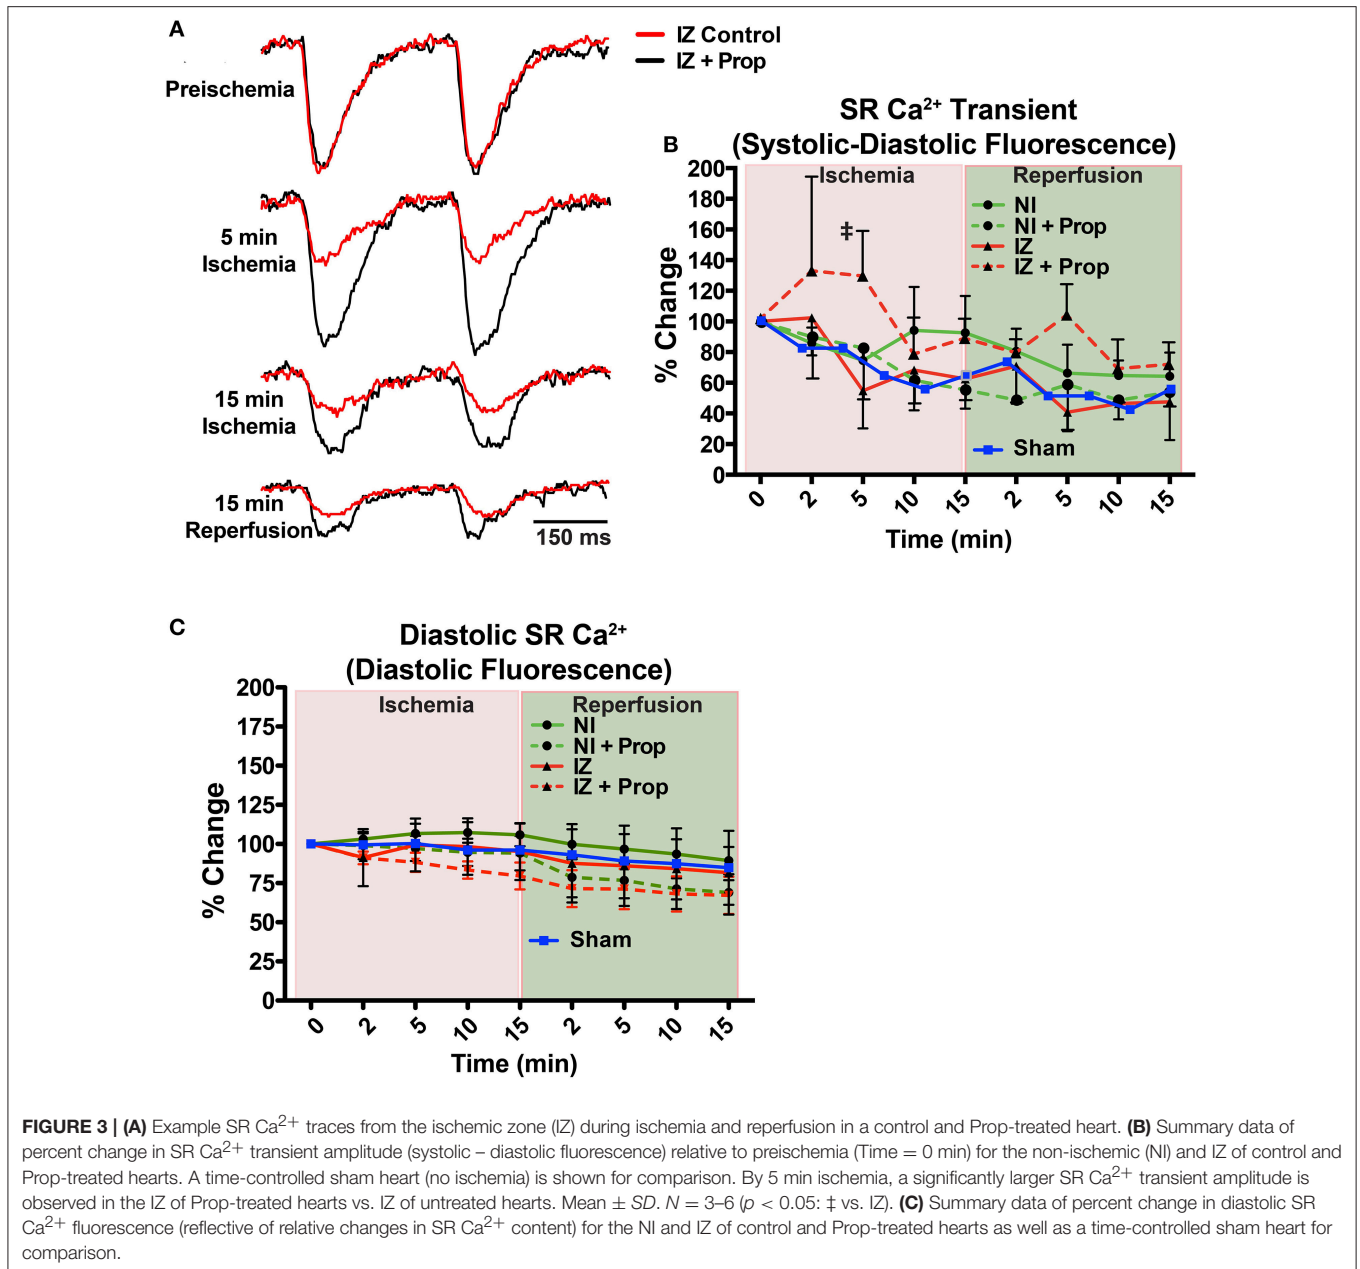 A
IZ Control
IZ + Prop
Preischemia
5 min
Ischemia
15 min
Ischemia
15 min
Reperfusion
150 ms
B
SR Ca²⁺ Transient
(Systolic-Diastolic Fluorescence)
% Change
200
180
160
140
120
100
80
60
40
20
0
Ischemia
Reperfusion
NI
NI + Prop
IZ
IZ + Prop
‡
Sham
0 2 5 10 15 2 5 10 15
Time (min)
C
Diastolic SR Ca²⁺
(Diastolic Fluorescence)
% Change
200
175
150
125
100
75
50
25
0
Ischemia
Reperfusion
NI
NI + Prop
IZ
IZ + Prop
Sham
0 2 5 10 15 2 5 10 15
Time (min)
FIGURE 3 | (A) Example SR Ca²⁺ traces from the ischemic zone (IZ) during ischemia and reperfusion in a control and Prop-treated heart. (B) Summary data of
percent change in SR Ca²⁺ transient amplitude (systolic – diastolic fluorescence) relative to preischemia (Time = 0 min) for the non-ischemic (NI) and IZ of control and
Prop-treated hearts. A time-controlled sham heart (no ischemia) is shown for comparison. By 5 min ischemia, a significantly larger SR Ca²⁺ transient amplitude is
observed in the IZ of Prop-treated hearts vs. IZ of untreated hearts. Mean ± SD. N = 3–6 (p < 0.05: ‡ vs. IZ). (C) Summary data of percent change in diastolic SR
Ca²⁺ fluorescence (reflective of relative changes in SR Ca²⁺ content) for the NI and IZ of control and Prop-treated hearts as well as a time-controlled sham heart for
comparison.